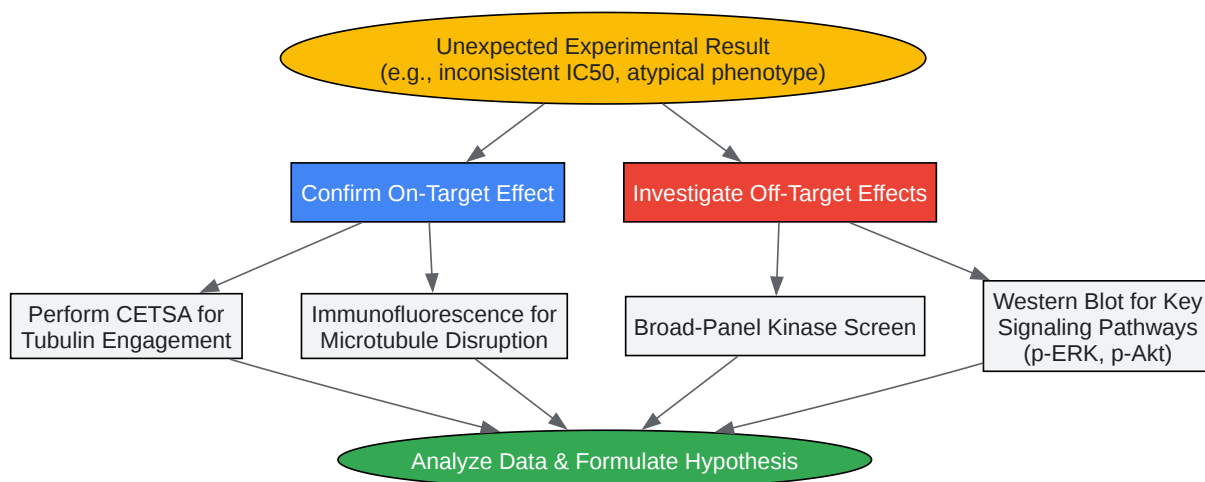 Unexpected Experimental Result
(e.g., inconsistent IC50, atypical phenotype)
Confirm On-Target Effect
Investigate Off-Target Effects
Perform CETSA for
Tubulin Engagement
Immunofluorescence for
Microtubule Disruption
Broad-Panel Kinase Screen
Western Blot for Key
Signaling Pathways
(p-ERK, p-Akt)
Analyze Data & Formulate Hypothesis